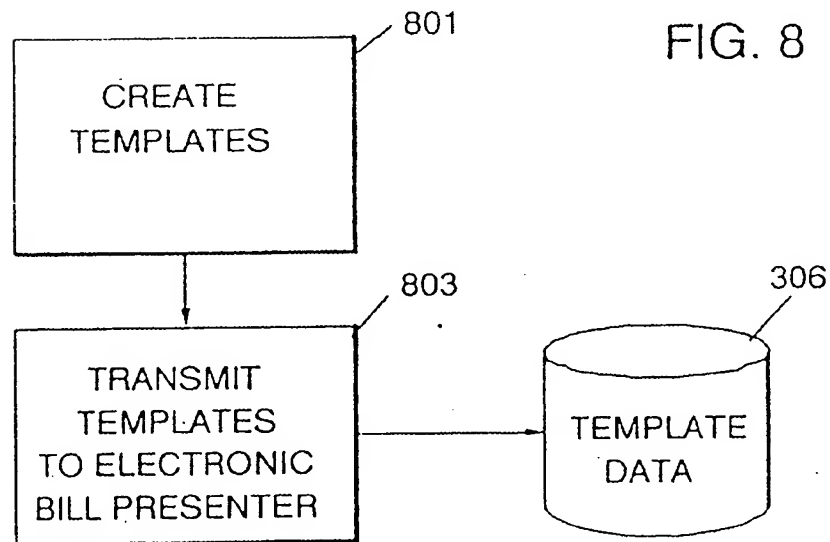 801
FIG. 8
CREATE
TEMPLATES
803
306
TRANSMIT
TEMPLATES
TO ELECTRONIC
BILL PRESENTER
TEMPLATE
DATA